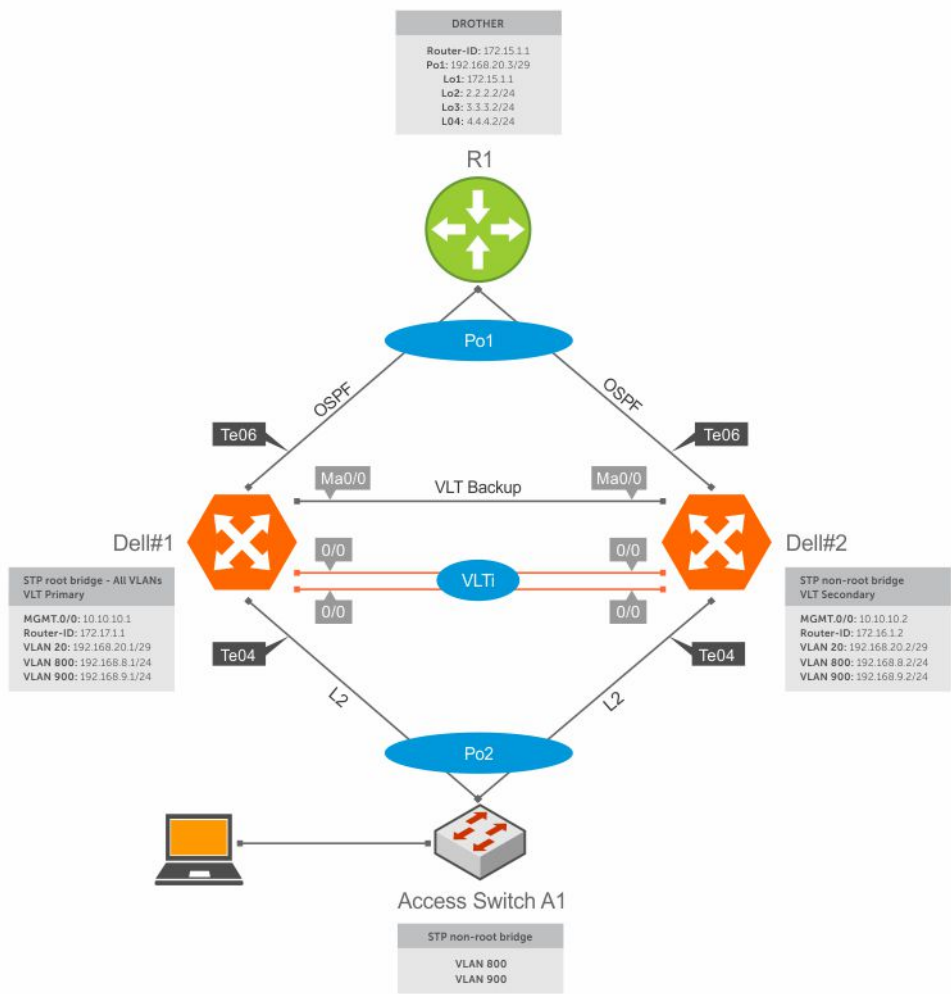 DROTHER
Router-ID: 172.15.1.1
Po1: 192.168.20.3/29
Lo1: 172.15.1.1
Lo2: 2.2.2.2/24
Lo3: 3.3.3.2/24
L04: 4.4.4.2/24
R1
Po1
OSPF
OSPF
Te06
Te06
Ma0/0
VLT Backup
Ma0/0
Dell#1
Dell#2
0/0
0/0
VLTi
0/0
0/0
STP root bridge - All VLANs
VLT Primary
MGMT.0/0: 10.10.10.1
Router-ID: 172.17.1.1
VLAN 20: 192.168.20.1/29
VLAN 800: 192.168.8.1/24
VLAN 900: 192.168.9.1/24
STP non-root bridge
VLT Secondary
MGMT.0/0: 10.10.10.2
Router-ID: 172.16.1.2
VLAN 20: 192.168.20.2/29
VLAN 800: 192.168.8.2/24
VLAN 900: 192.168.9.2/24
Te04
Te04
L2
L2
Po2
Access Switch A1
STP non-root bridge
VLAN 800
VLAN 900